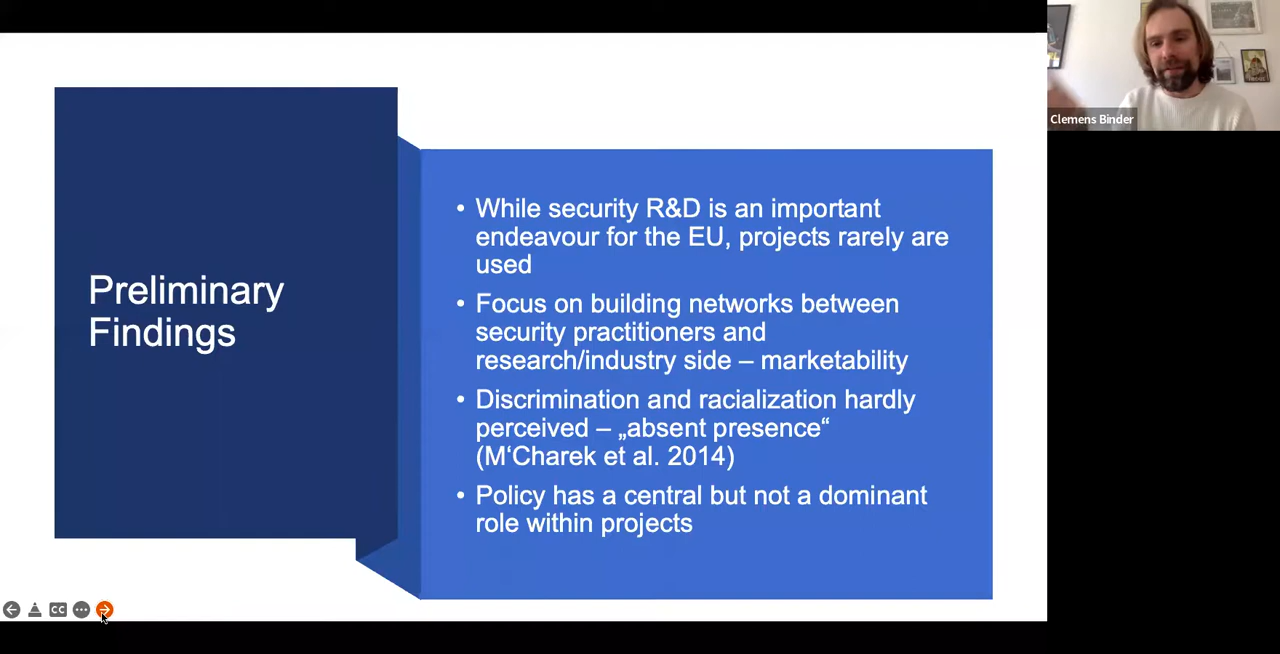 Preliminary
Findings
• While security R&D is an important
endeavour for the EU, projects rarely are
used
• Focus on building networks between
security practitioners and
research/industry side – marketability
• Discrimination and racialization hardly
perceived – „absent presence“
(M‘Charek et al. 2014)
• Policy has a central but not a dominant
role within projects
Clemens Binder
CC